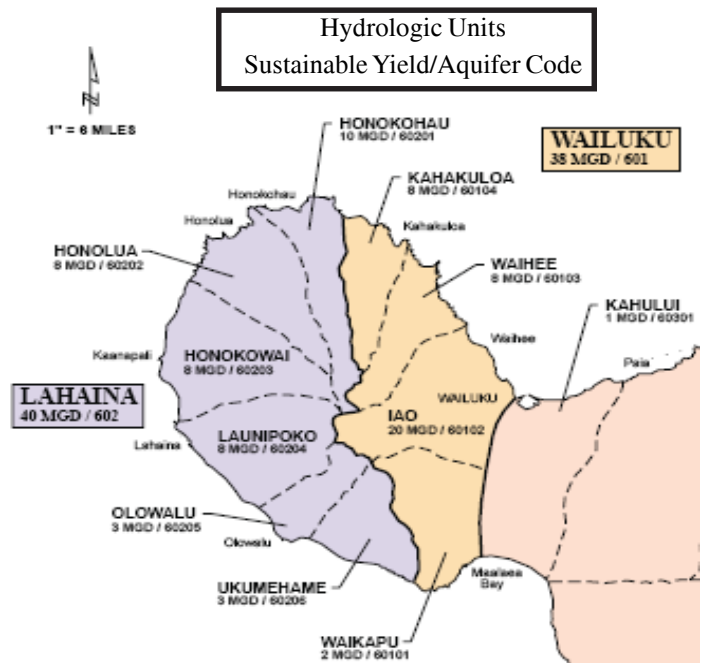 Hydrologic Units
Sustainable Yield/Aquifer Code
N
1" = 6 MILES
HONOKOHAU
10 MGD / 60201
WAILUKU
38 MGD / 601
KAHAKULOA
8 MGD / 60104
Honokohau
Honolua
Kahakuloa
HONOLUA
8 MGD / 60202
WAIHEE
8 MGD / 60103
KAHULUI
1 MGD / 60301
Waihee
Kaanapali
HONOKOWAI
8 MGD / 60203
Paia
LAHAINA
40 MGD / 602
WAILUKU
IAO
20 MGD / 60102
Lahaina
LAUNIPOKO
8 MGD / 60204
OLOWALU
3 MGD / 60205
Olowalu
UKUMEHAME
3 MGD / 60206
Maalaea
Bay
WAIKAPU
2 MGD / 60101